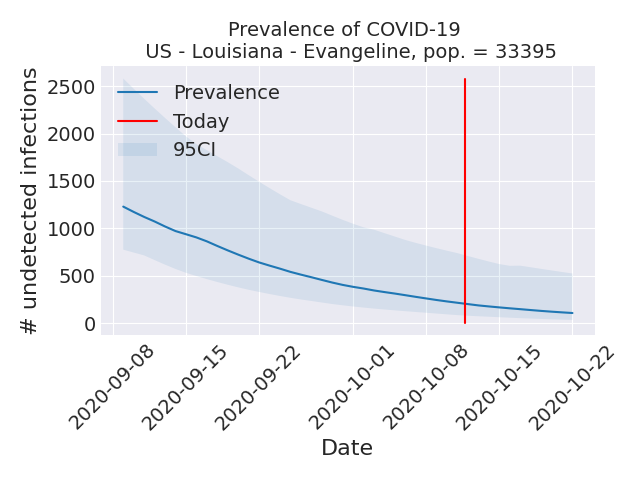 Prevalence of COVID-19
US - Louisiana - Evangeline, pop. = 33395
# undetected infections
2500
2000
1500
1000
500
0
Prevalence
Today
95CI
2020-09-08
2020-09-15
2020-09-22
2020-10-01
2020-10-08
2020-10-15
2020-10-22
Date